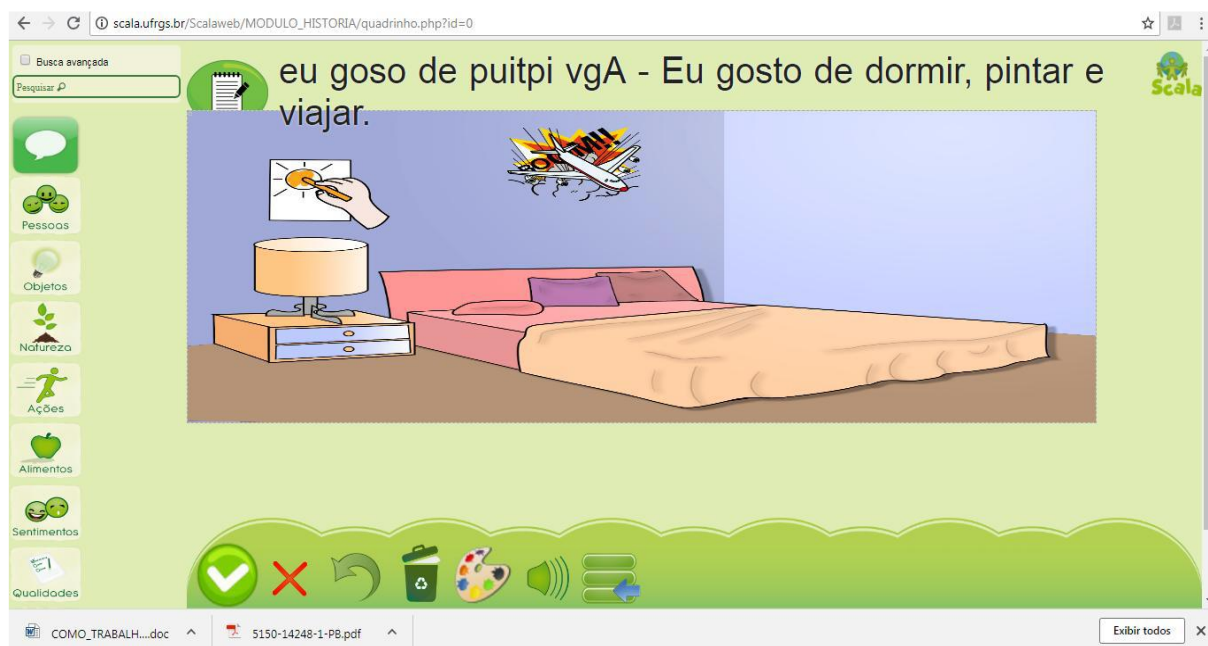 scala.ufrgs.br/Scalaweb/MODULO_HISTORIA/quadrinho.php?id=0
Busca avançada
Pesquisar
eu goso de puitpi vgA - Eu gosto de dormir, pintar e
viajar.
Scala
BOOOM!!
Pessoas
Objetos
Natureza
Ações
Alimentos
Sentimentos
Qualidades
COMO_TRABALH....doc
5150-14248-1-PB.pdf
Exibir todos